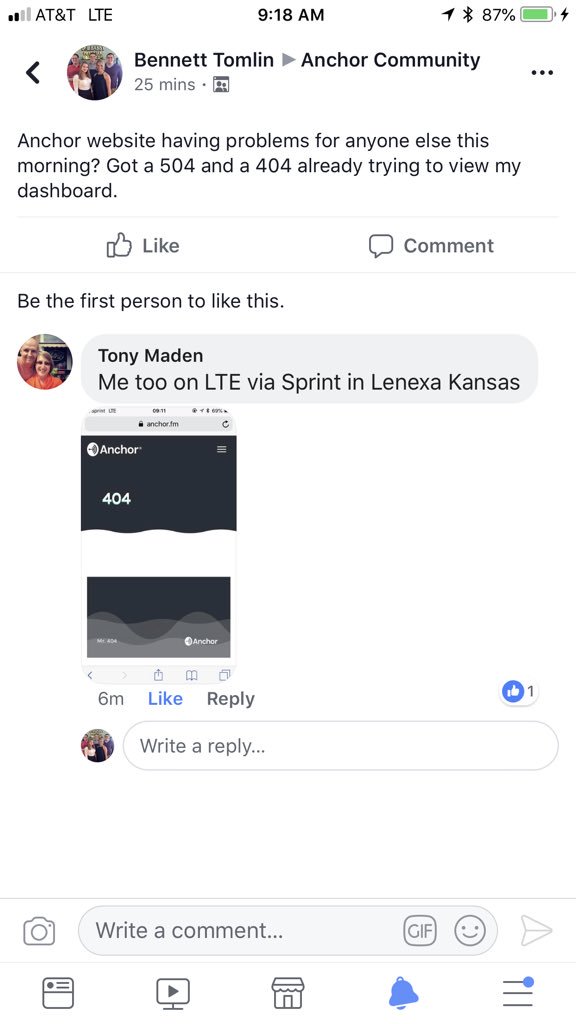 AT&T LTE 9:18 AM 87%
Bennett Tomlin ▶ Anchor Community
25 mins ·
Anchor website having problems for anyone else this
morning? Got a 504 and a 404 already trying to view my
dashboard.
Like Comment
Be the first person to like this.
Tony Maden
Me too on LTE via Sprint in Lenexa Kansas
sprint LTE 09:11 69%
anchor.fm
Anchor
404
Mr. 404 Anchor
6m Like Reply 1
Write a reply...
Write a comment... GIF